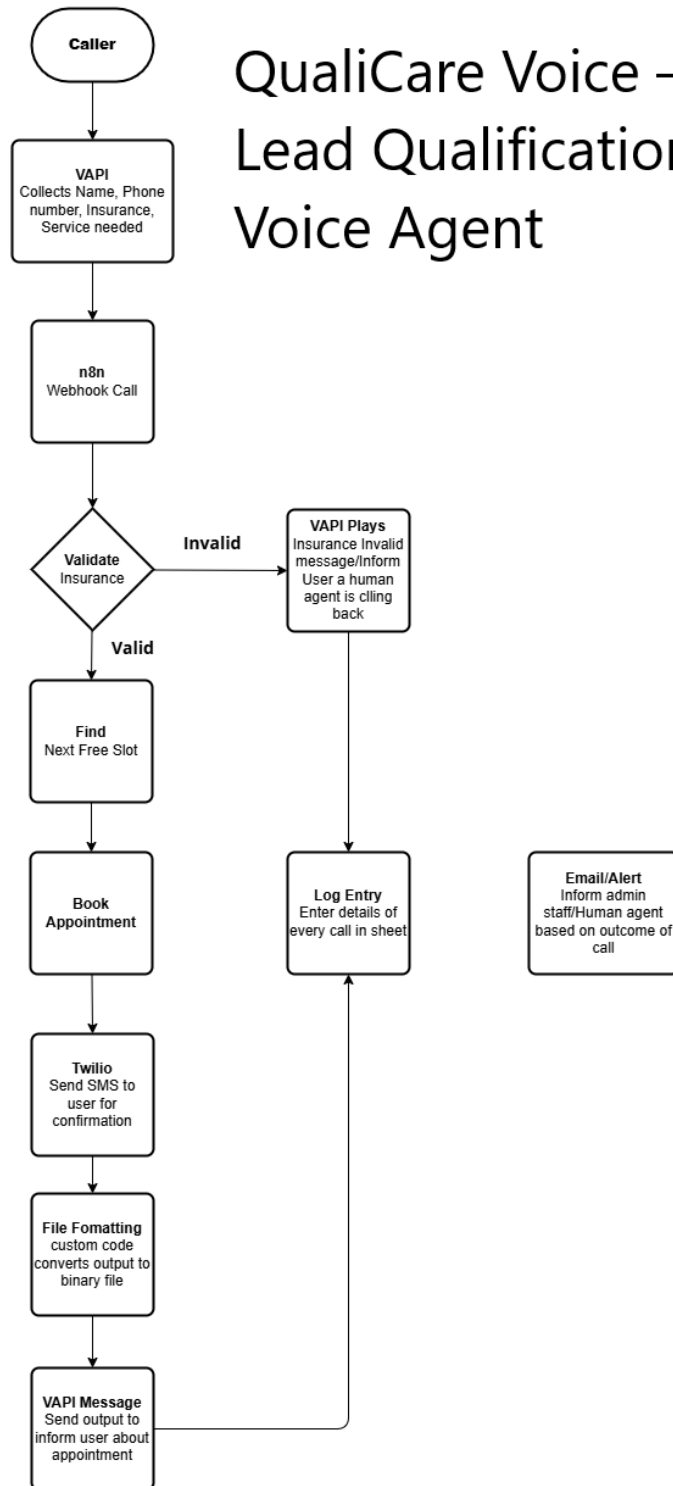 Caller
QualiCare Voice -
Lead Qualification
Voice Agent
VAPI
Collects Name, Phone
number, Insurance,
Service needed
n8n
Webhook Call
Validate
Insurance
Invalid
VAPI Plays
Insurance Invalid
message/Inform
User a human
agent is clling
back
Valid
Find
Next Free Slot
Book
Appointment
Log Entry
Enter details of
every call in sheet
Email/Alert
Inform admin
staff/Human agent
based on outcome of
call
Twilio
Send SMS to
user for
confirmation
File Fomatting
custom code
converts output to
binary file
VAPI Message
Send output to
inform user about
appointment